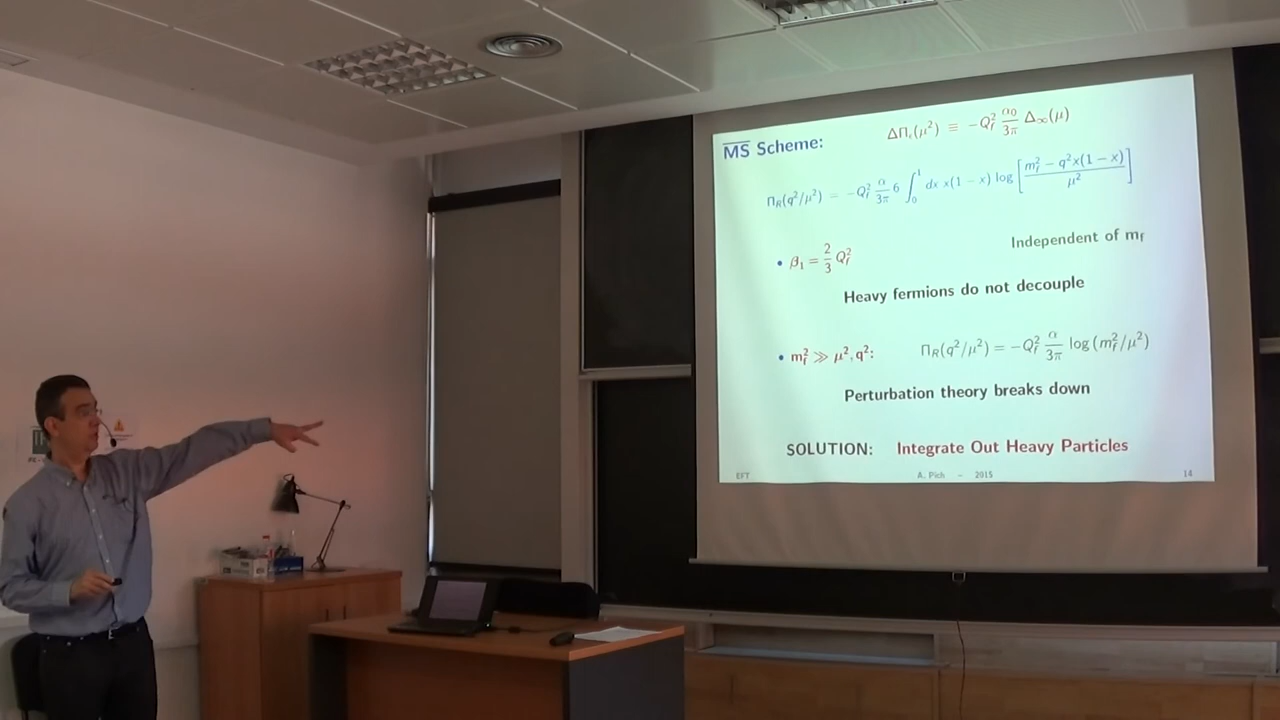 MS̅ Scheme: ΔΠ_ε(μ²) ≡ −Q_f² α₀/3π Δ_∞(μ)
Π_R(q²/μ²) = −Q_f² α/3π 6 ∫₀¹ dx x(1 − x) log [m_f² − q²x(1 − x)/μ²]
• β₁ = 2/3 Q_f² Independent of m_f
Heavy fermions do not decouple
• m_f² ≫ μ², q²: Π_R(q²/μ²) = −Q_f² α/3π log (m_f²/μ²)
Perturbation theory breaks down
SOLUTION: Integrate Out Heavy Particles
EFT A. Pich – 2015 14